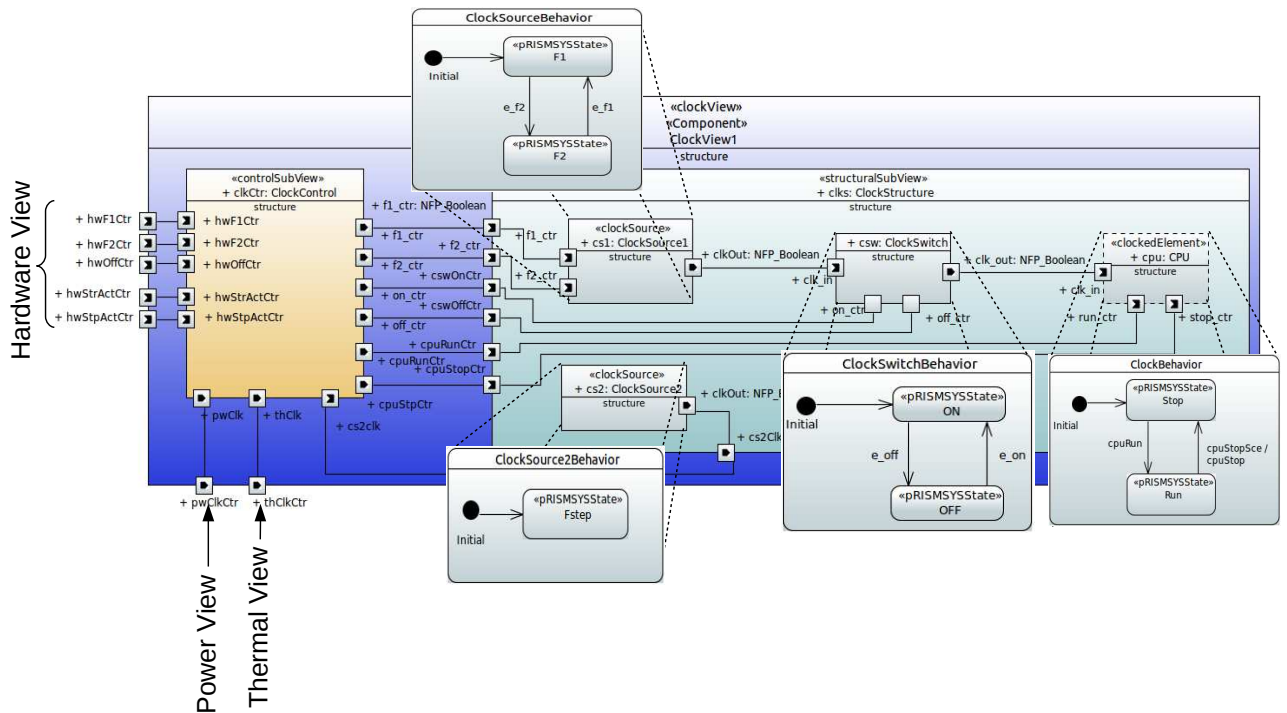 ClockSourceBehavior
«pRISMSYSState»
F1
Initial
e_f2
e_f1
«pRISMSYSState»
F2
«clockView»
«Component»
ClockView1
structure
«controlSubView»
+ clkCtr: ClockControl
structure
«structuralSubView»
+ clks: ClockStructure
structure
Hardware View
+ hwF1Ctr
+ hwF2Ctr
+ hwOffCtr
+ hwStrActCtr
+ hwStpActCtr
+ hwF1Ctr
+ hwF2Ctr
+ hwOffCtr
+ hwStrActCtr
+ hwStpActCtr
+ f1_ctr: NFP_Boolean
+ f1_ctr
+ f2_ctr
+ f2_ctr
+ cswOnCtr
+ on_ctr
+ cswOffCtr
+ off_ctr
+ cpuRunCtr
+ cpuStopCtr
+ cpuStpCtr
+ f1_ctr
+ f2_ctr
«clockSource»
+ cs1: ClockSource1
structure
+ clkOut: NFP_Boolean
+ clk_in
+ csw: ClockSwitch
structure
+ on_ctr
+ off_ctr
+ clk_out: NFP_Boolean
+ clk_in
«clockedElement»
+ cpu: CPU
structure
+ run_ctr
+ stop_ctr
«clockSource»
+ cs2: ClockSource2
structure
+ clkOut: NFP_B
+ cs2Clk
+ pwClk
+ thClk
+ cs2clk
+ pwClkCtr
+ thClkCtr
Power View
Thermal View
ClockSource2Behavior
«pRISMSYSState»
Fstep
Initial
ClockSwitchBehavior
«pRISMSYSState»
ON
Initial
e_off
e_on
«pRISMSYSState»
OFF
ClockBehavior
«pRISMSYSState»
Stop
Initial
cpuRun
cpuStopSce /
cpuStop
«pRISMSYSState»
Run